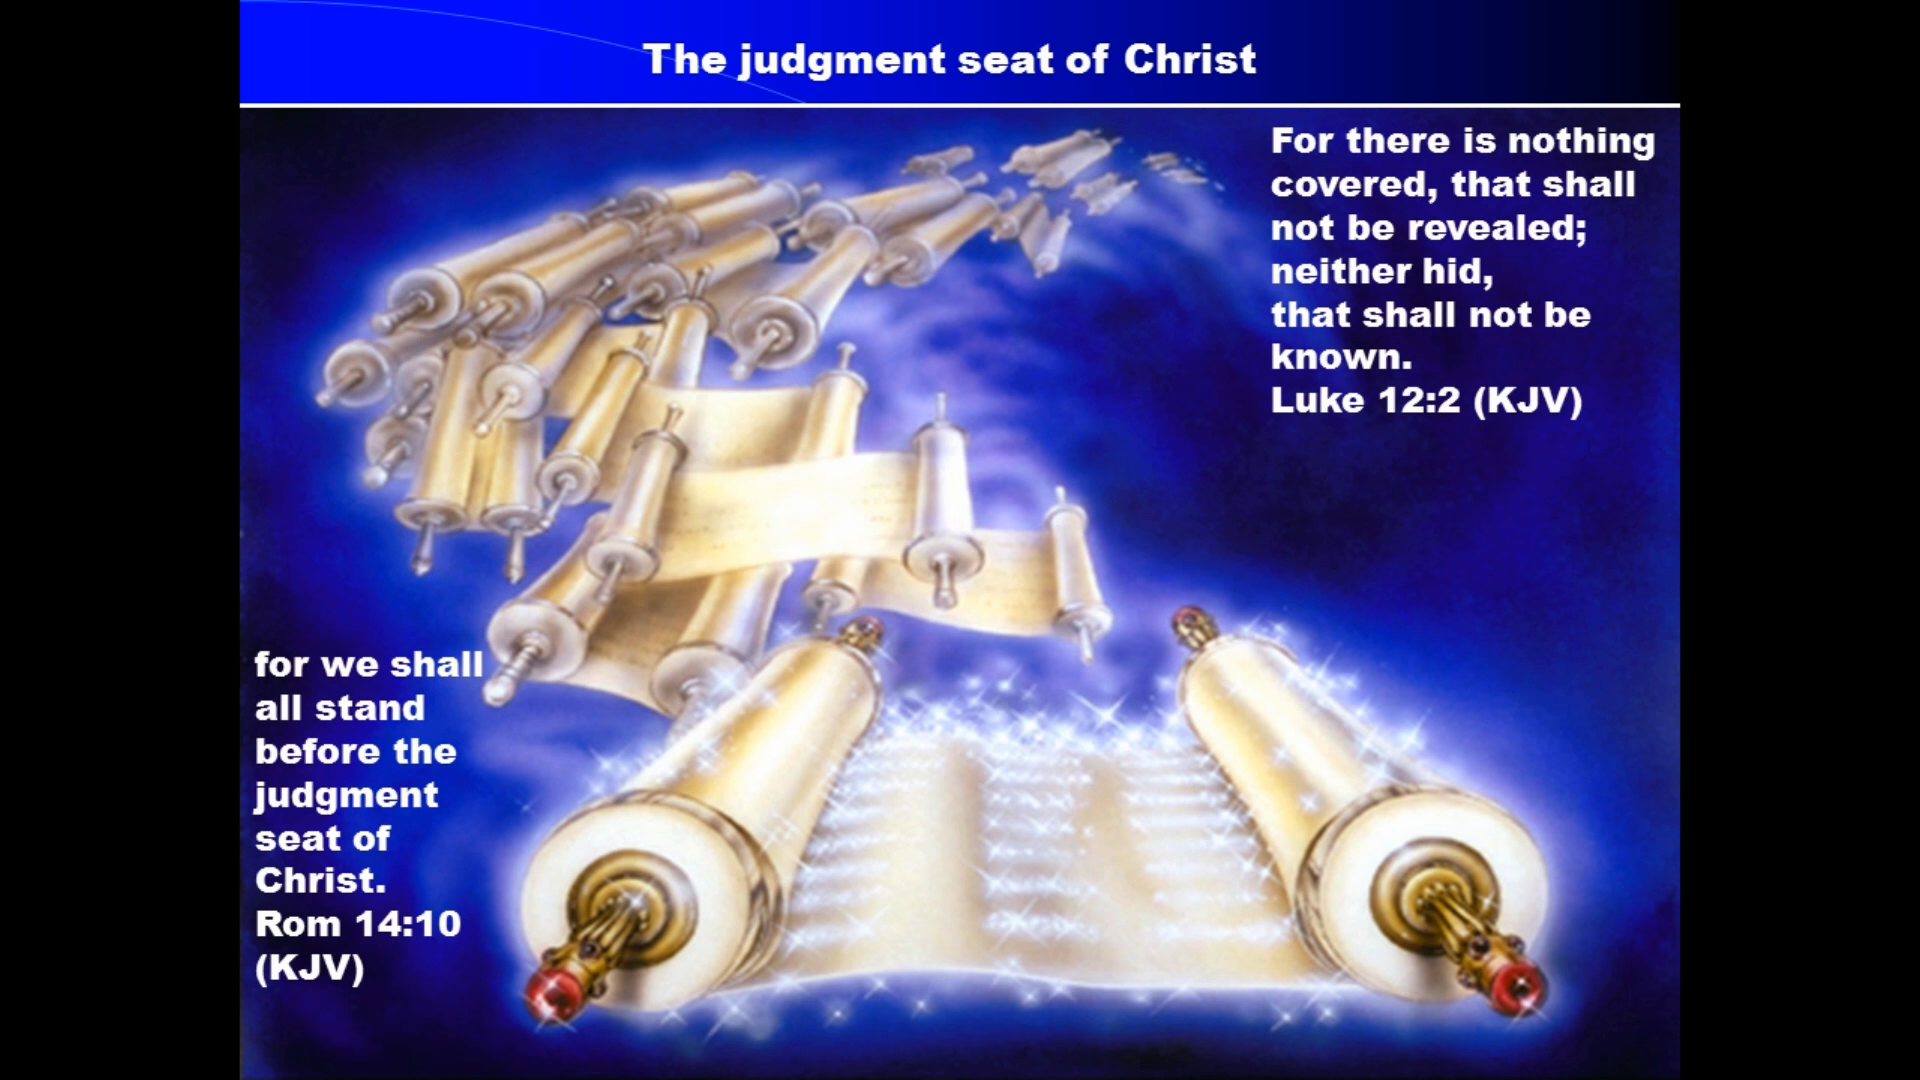 The judgment seat of Christ
For there is nothing
covered, that shall
not be revealed;
neither hid,
that shall not be
known.
Luke 12:2 (KJV)
for we shall
all stand
before the
judgment
seat of
Christ.
Rom 14:10
(KJV)